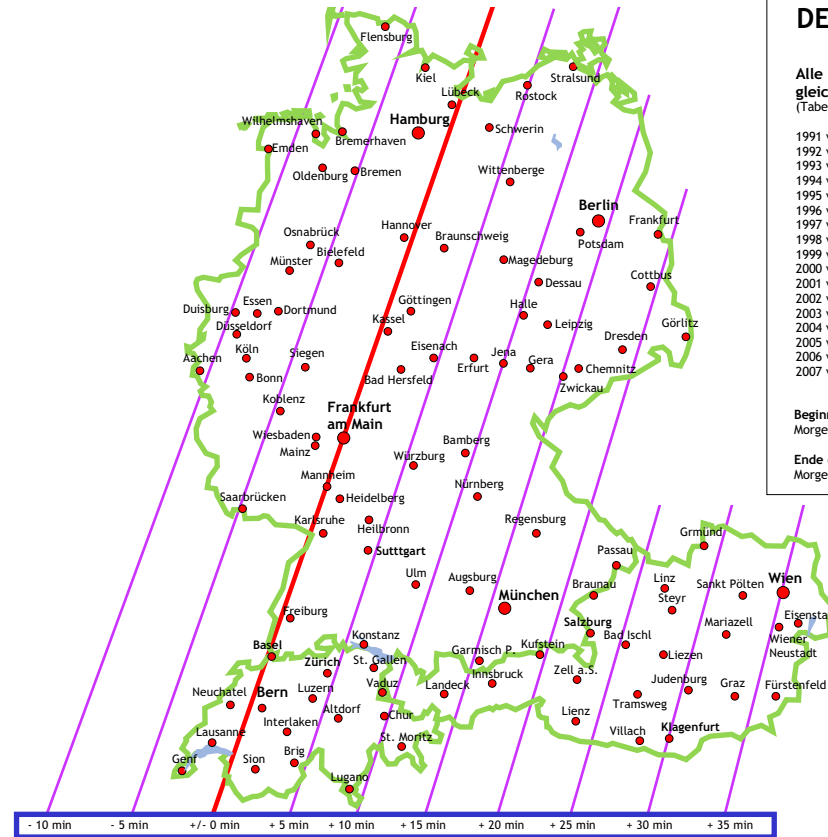 DE
Alle
gleic
(Tabe
1991 v
1992 v
1993 v
1994 v
1995 v
1996 v
1997 v
1998 v
1999 v
2000 v
2001 v
2002 v
2003 v
2004 v
2005 v
2006 v
2007 v
Beginn
Morge
Ende
Morge
Flensburg
Kiel
Stralsund
Rostock
Lübeck
Wilhelmshaven
Hamburg
Schwerin
Bremerhaven
Emden
Oldenburg
Bremen
Wittenberge
Berlin
Hannover
Frankfurt
Osnabrück
Braunschweig
Potsdam
Bielefeld
Münster
Magedeburg
Cottbus
Dessau
Essen
Göttingen
Halle
Duisburg
Dortmund
Kassel
Leipzig
Görlitz
Düsseldorf
Dresden
Köln
Siegen
Eisenach
Jena
Aachen
Erfurt
Gera
Chemnitz
Bonn
Bad Hersfeld
Zwickau
Koblenz
Frankfurt
am Main
Wiesbaden
Bamberg
Mainz
Würzburg
Mannheim
Nürnberg
Saarbrücken
Heidelberg
Karlsruhe
Heilbronn
Regensburg
Grmünd
Sutttgart
Passau
Ulm
Augsburg
Braunau
Linz
Sankt Pölten
Wien
München
Steyr
Freiburg
Salzburg
Bad Ischl
Mariazell
Eisensta
Konstanz
Wiener
Neustadt
Basel
Garmisch P.
Kufstein
Liezen
Zürich
St. Gallen
Innsbruck
Zell a.S.
Judenburg
Neuchatel
Bern
Luzern
Vaduz
Landeck
Graz
Fürstenfeld
Altdorf
Chur
Tramsweg
Interlaken
Lienz
Lausanne
St. Moritz
Villach
Klagenfurt
Genf
Sion
Brig
Lugano
- 10 min - 5 min +/- 0 min + 5 min + 10 min + 15 min + 20 min + 25 min + 30 min + 35 min